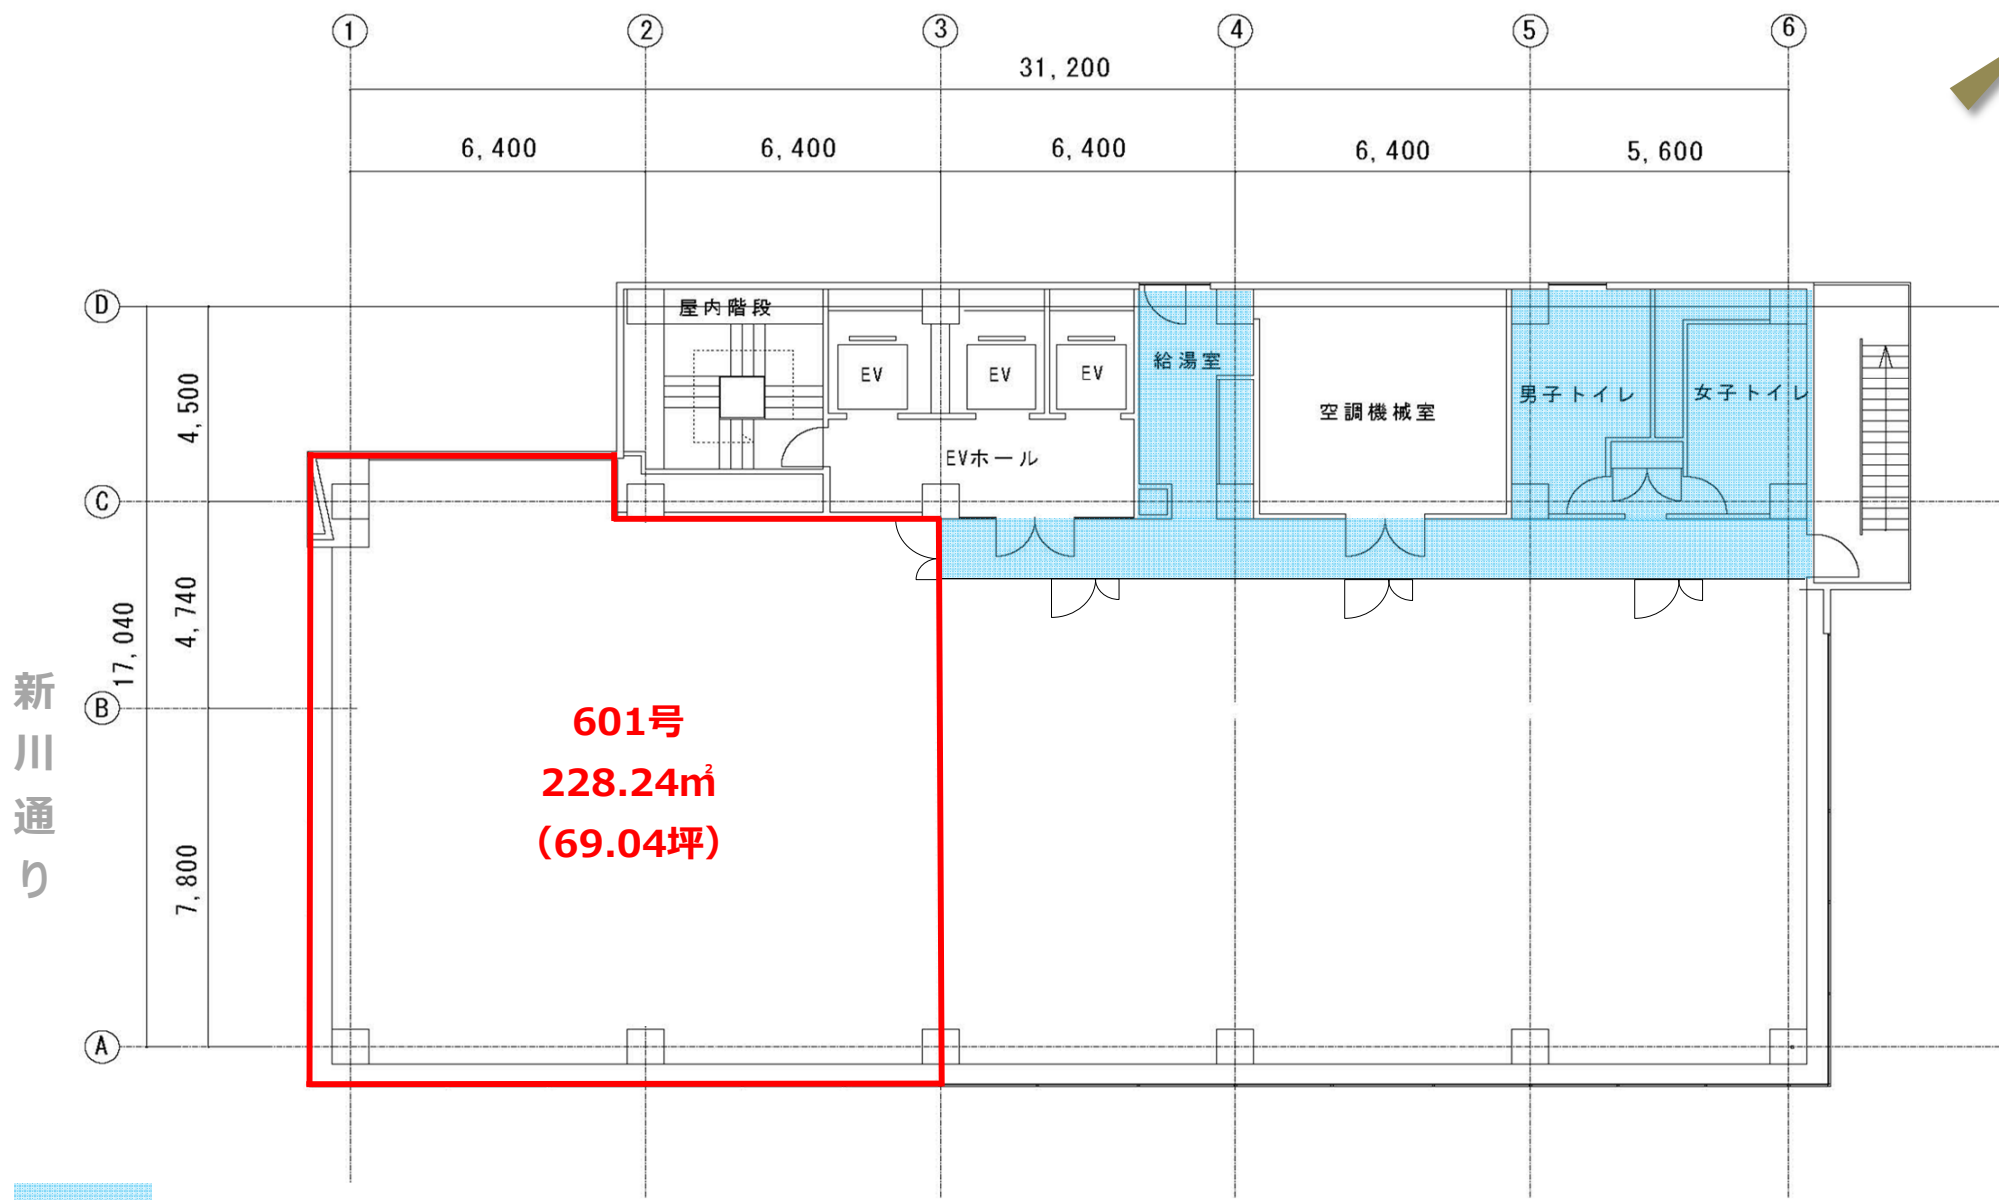 1 2 3 4 5 6
31,200
6,400 6,400 6,400 6,400 5,600
D
屋内階段
EV EV EV
給湯室
空調機械室
男子トイレ
女子トイレ
4,500
EVホール
C
4,740
17,040
B
7,800
A
新川通り
601号
228.24㎡
（69.04坪）